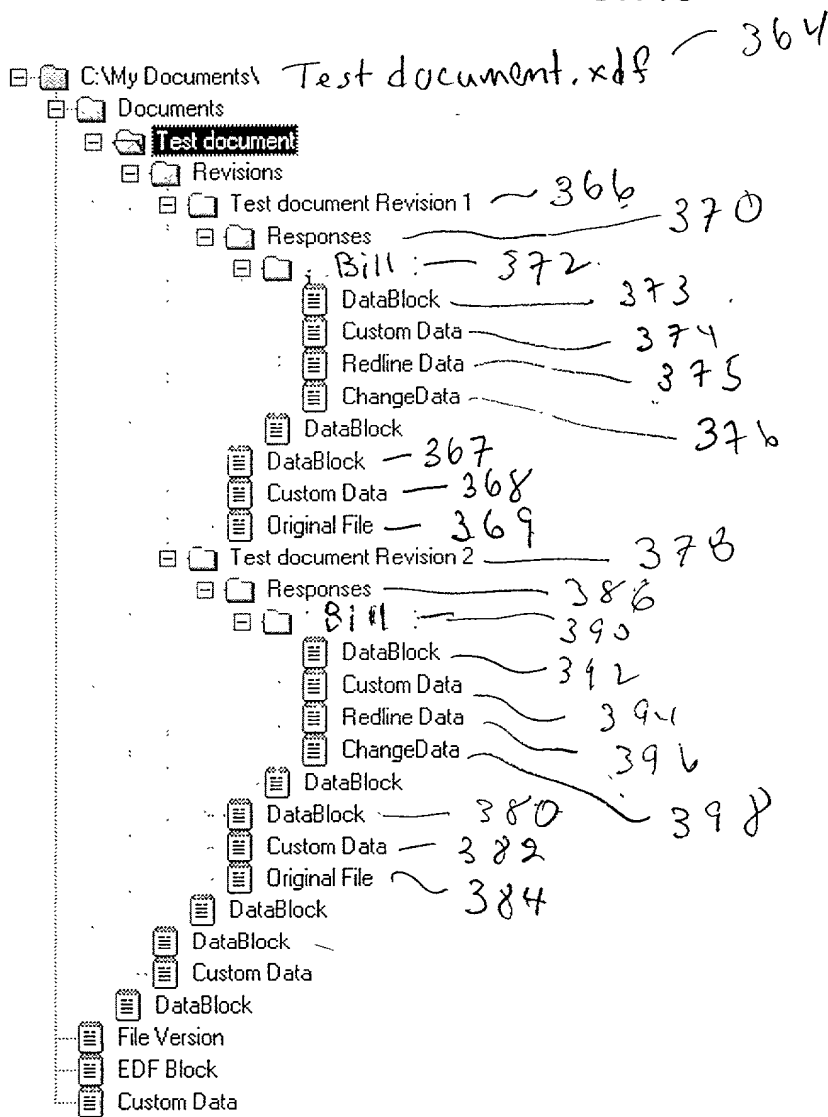 C:\My Documents\ Test document.xdf 364
Documents
Test document
Revisions
Test document Revision 1 366
Responses 370
Bill : 372
DataBlock 373
Custom Data 374
Redline Data 375
ChangeData 376
DataBlock
DataBlock 367
Custom Data 368
Original File 369
Test document Revision 2 378
Responses 386
Bill : 390
DataBlock 392
Custom Data 394
Redline Data 396
ChangeData 398
DataBlock
DataBlock 380
Custom Data 382
Original File 384
DataBlock
DataBlock
Custom Data
DataBlock
File Version
EDF Block
Custom Data